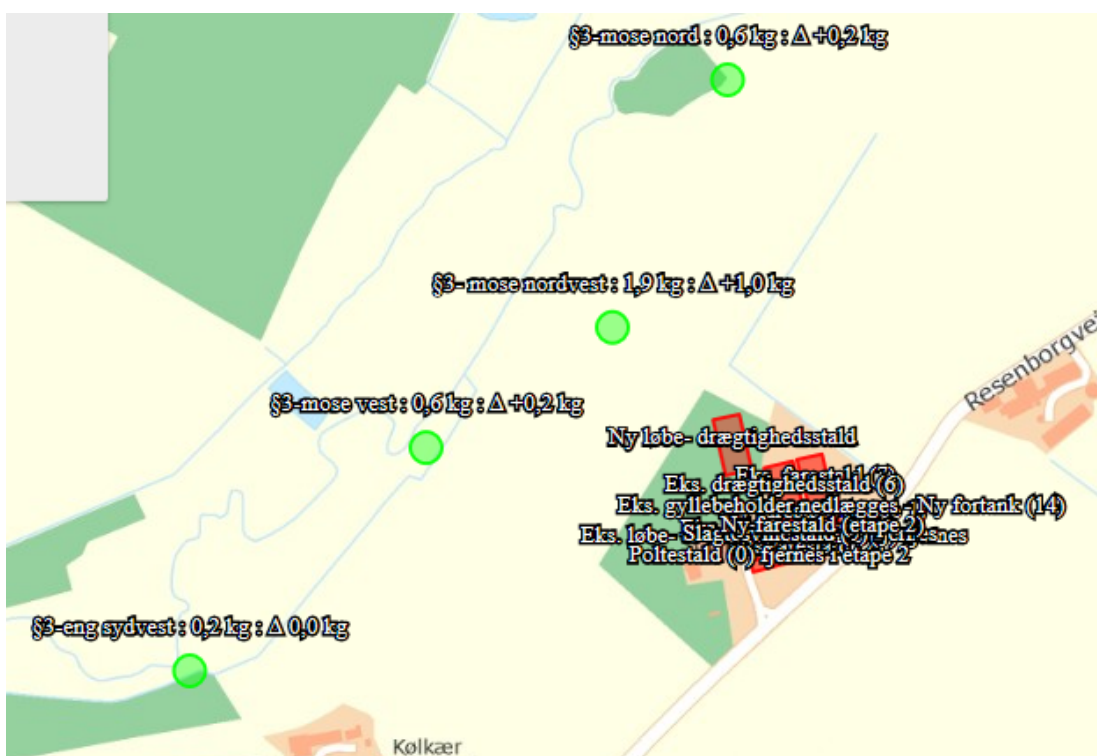 §3-mose nord : 0,6 kg : Δ +0,2 kg
§3- mose nordvest : 1,9 kg : Δ +1,0 kg
Resenborgvej
§3-mose vest : 0,6 kg : Δ +0,2 kg
Ny løbe- drægtighedsstald
Eks. farestald (7)
Eks. drægtighedsstald (6)
Eks. gyllebeholder nedlægges - Ny fortank (14)
Ny farestald (etape 2)
Eks. løbe-
Poltestald (0) fjernes i etape 2
§3-eng sydvest : 0,2 kg : Δ 0,0 kg
Kølkær